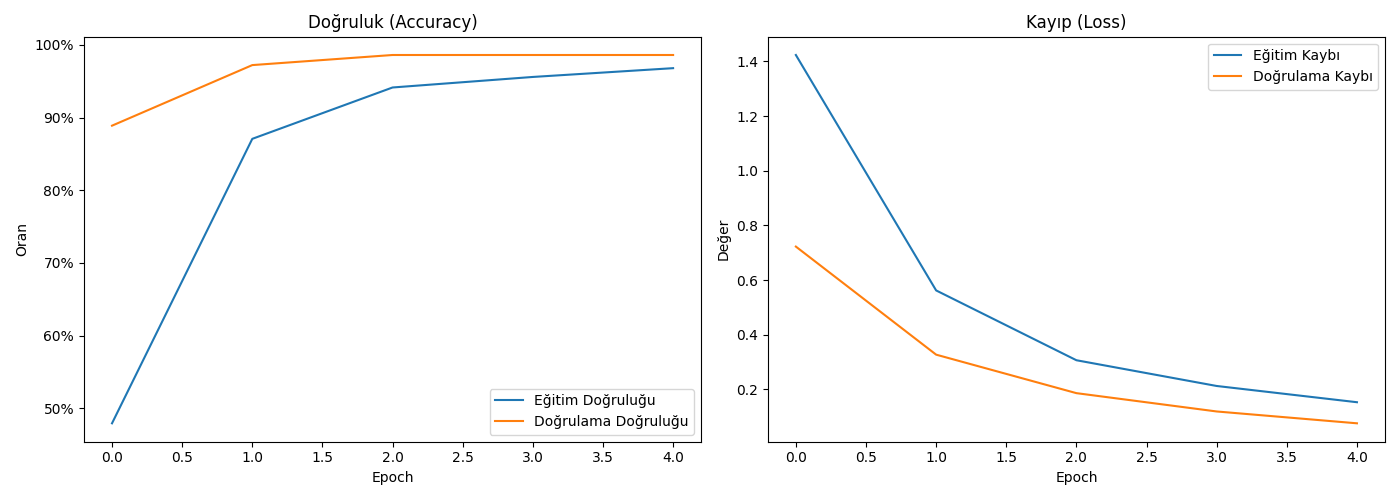 Doğruluk (Accuracy)
100%
90%
80%
70%
60%
50%
Oran
Eğitim Doğruluğu
Doğrulama Doğruluğu
0.0 0.5 1.0 1.5 2.0 2.5 3.0 3.5 4.0
Epoch
Kayıp (Loss)
1.4
1.2
1.0
0.8
0.6
0.4
0.2
Değer
Eğitim Kaybı
Doğrulama Kaybı
0.0 0.5 1.0 1.5 2.0 2.5 3.0 3.5 4.0
Epoch